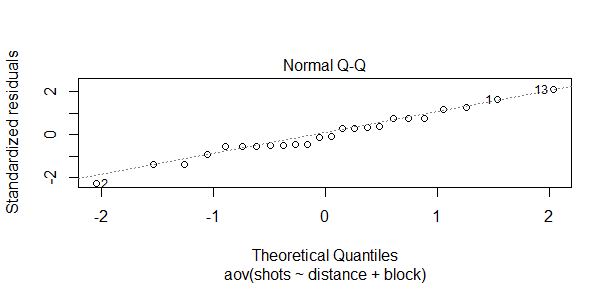 Normal Q-Q
Standardized residuals
2
0
-2
13
1
2
-2 -1 0 1 2
Theoretical Quantiles
aov(shots ~ distance + block)